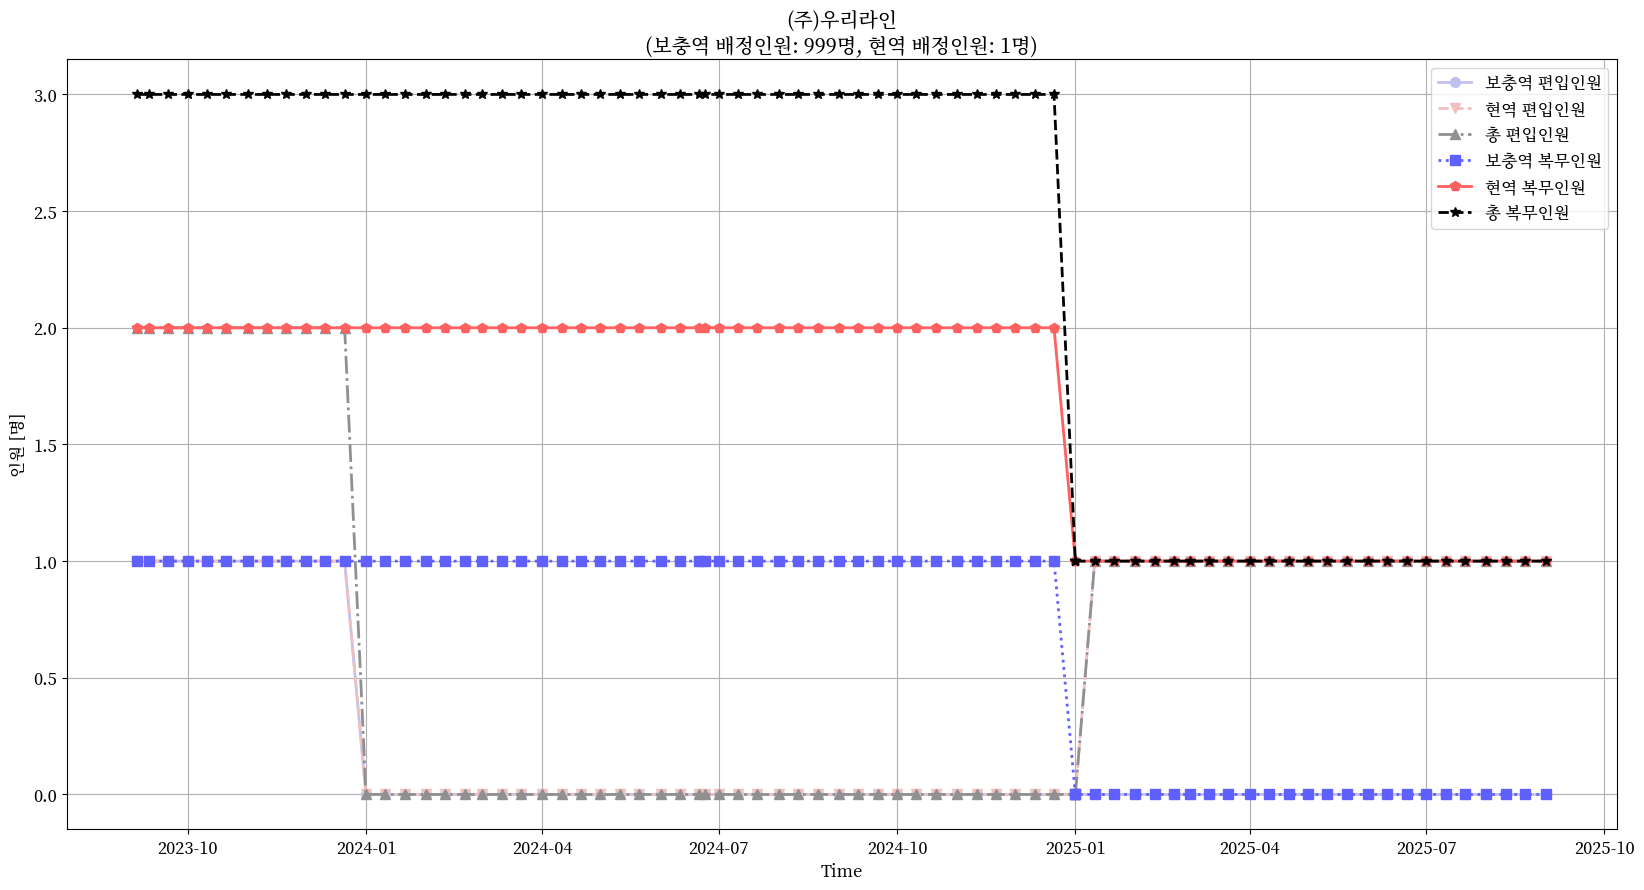 (주)우리라인
(보충역 배정인원: 999명, 현역 배정인원: 1명)
보충역 편입인원
현역 편입인원
총 편입인원
보충역 복무인원
현역 복무인원
총 복무인원
인원 [명]
3.0
2.5
2.0
1.5
1.0
0.5
0.0
2023-10 2024-01 2024-04 2024-07 2024-10 2025-01 2025-04 2025-07 2025-10
Time